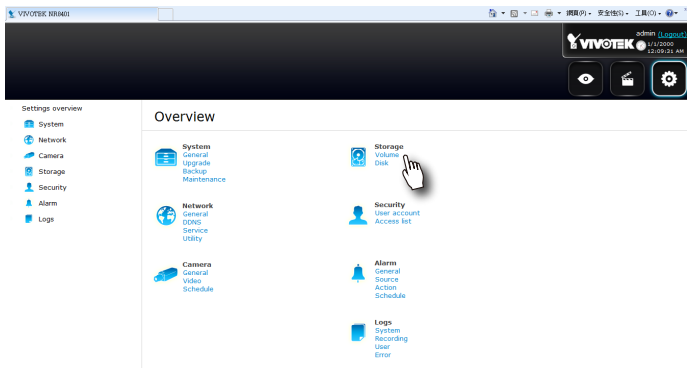 VIVOTEK NR8401
網頁(P)
安全性(S)
工具(O)
admin (Logout)
VIVOTEK
1/1/2000
12:09:31 AM
Settings overview
System
Network
Camera
Storage
Security
Alarm
Logs
Overview
System
General
Upgrade
Backup
Maintenance
Network
General
DDNS
Service
Utility
Camera
General
Video
Schedule
Storage
Volume
Disk
Security
User account
Access list
Alarm
General
Source
Action
Schedule
Logs
System
Recording
User
Error